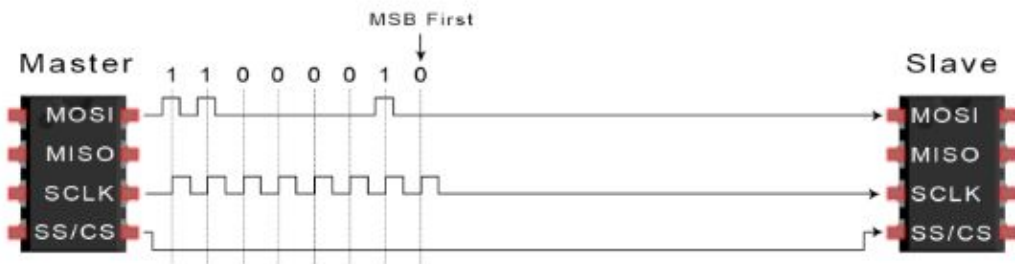 MSB First
Master
1 1 0 0 0 0 1 0
Slave
MOSI
MISO
SCLK
SS/CS
MOSI
MISO
SCLK
SS/CS